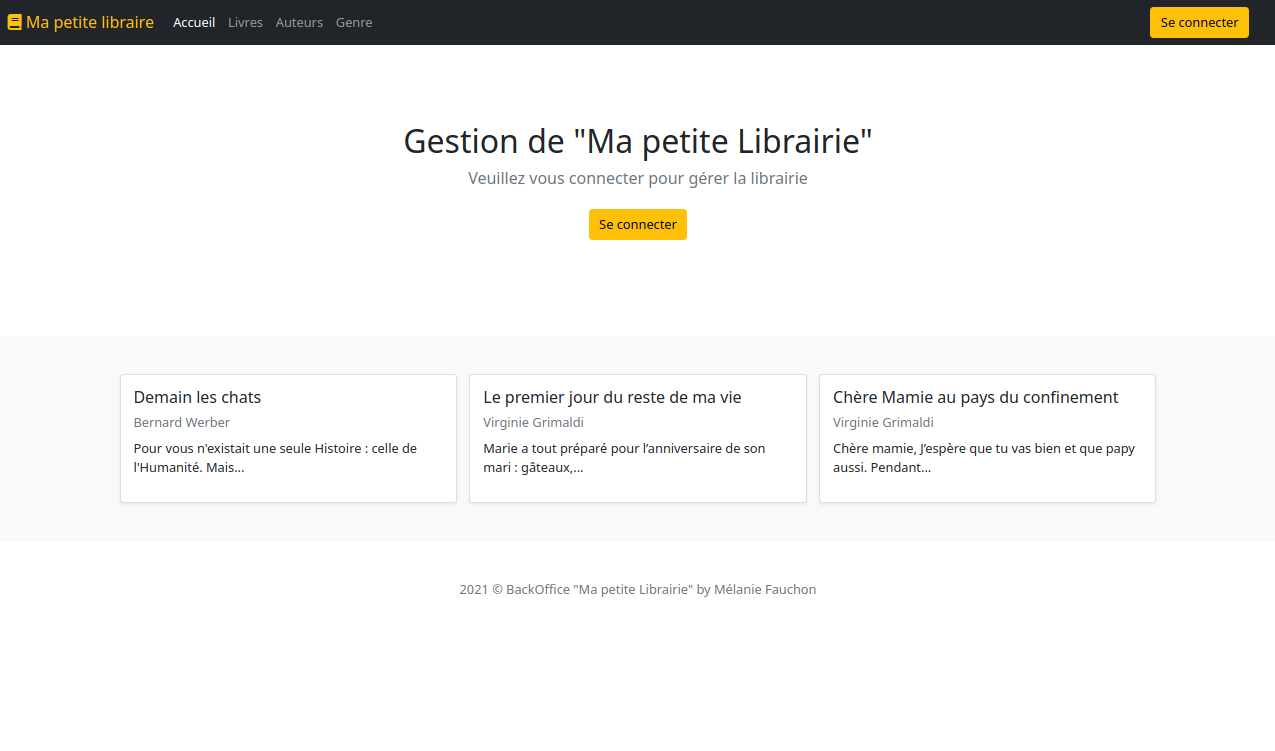 Ma petite libraire Accueil Livres Auteurs Genre Se connecter
Gestion de "Ma petite Librairie"
Veuillez vous connecter pour gérer la librairie
Se connecter
Demain les chats
Bernard Werber
Pour vous n'existait une seule Histoire : celle de
l'Humanité. Mais...
Le premier jour du reste de ma vie
Virginie Grimaldi
Marie a tout préparé pour l’anniversaire de son
mari : gâteaux,...
Chère Mamie au pays du confinement
Virginie Grimaldi
Chère mamie, J’espère que tu vas bien et que papy
aussi. Pendant...
2021 © BackOffice "Ma petite Librairie" by Mélanie Fauchon